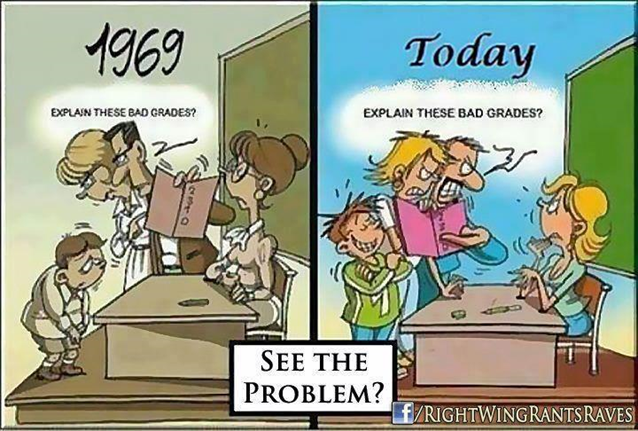 1969
EXPLAIN THESE BAD GRADES?
Today
EXPLAIN THESE BAD GRADES?
SEE THE
PROBLEM?
f/RIGHTWINGRANTSRAVES